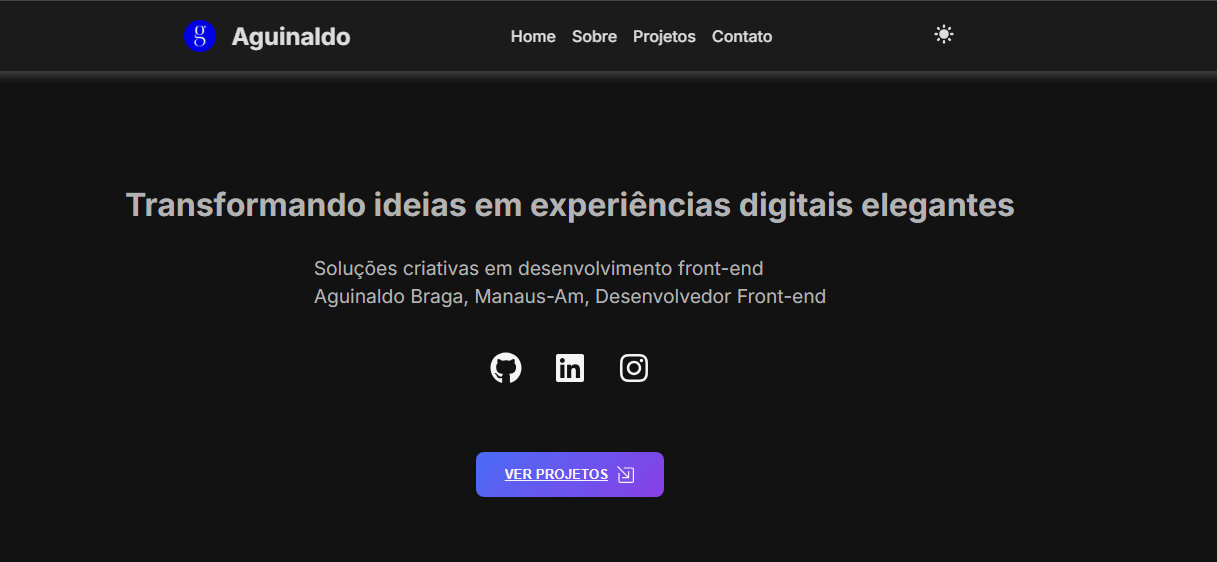 g
Aguinaldo
Home Sobre Projetos Contato
Transformando ideias em experiências digitais elegantes
Soluções criativas em desenvolvimento front-end
Aguinaldo Braga, Manaus-Am, Desenvolvedor Front-end
in
VER PROJETOS